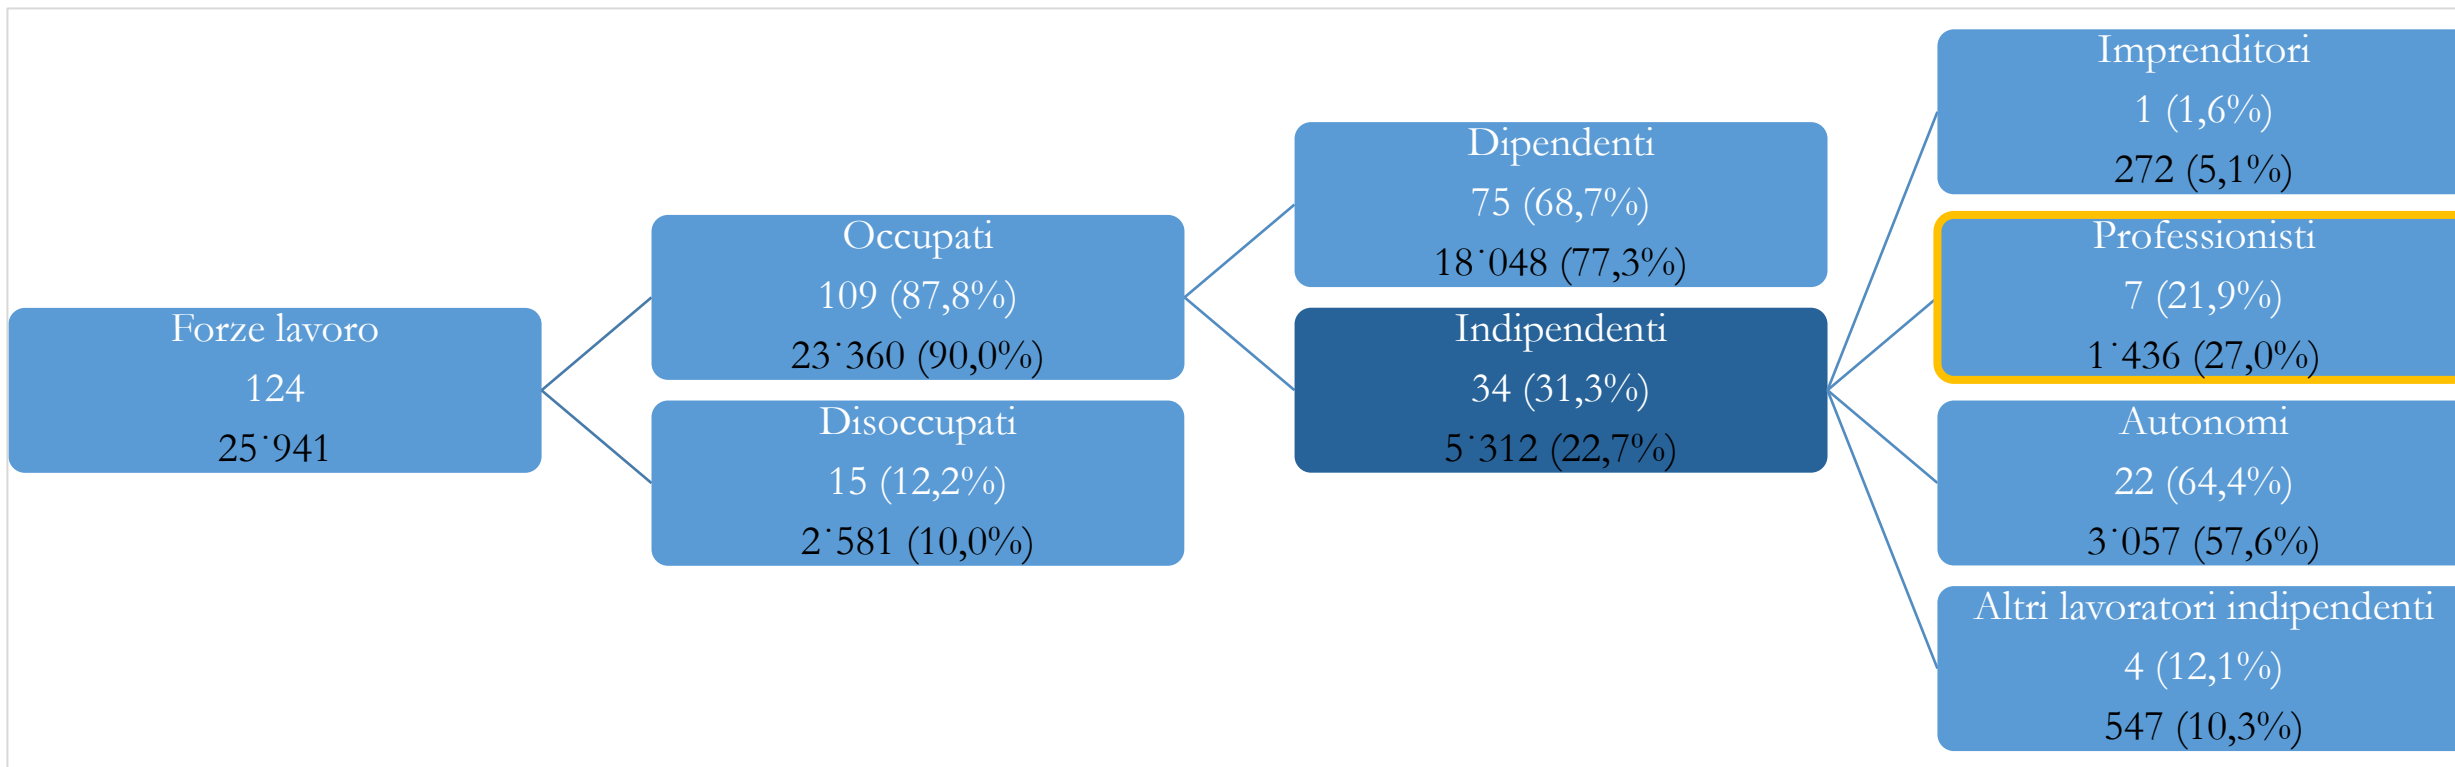 Forze lavoro
124
25˙941
Occupati
109 (87,8%)
23˙360 (90,0%)
Disoccupati
15 (12,2%)
2˙581 (10,0%)
Dipendenti
75 (68,7%)
18˙048 (77,3%)
Indipendenti
34 (31,3%)
5˙312 (22,7%)
Imprenditori
1 (1,6%)
272 (5,1%)
Professionisti
7 (21,9%)
1˙436 (27,0%)
Autonomi
22 (64,4%)
3˙057 (57,6%)
Altri lavoratori indipendenti
4 (12,1%)
547 (10,3%)